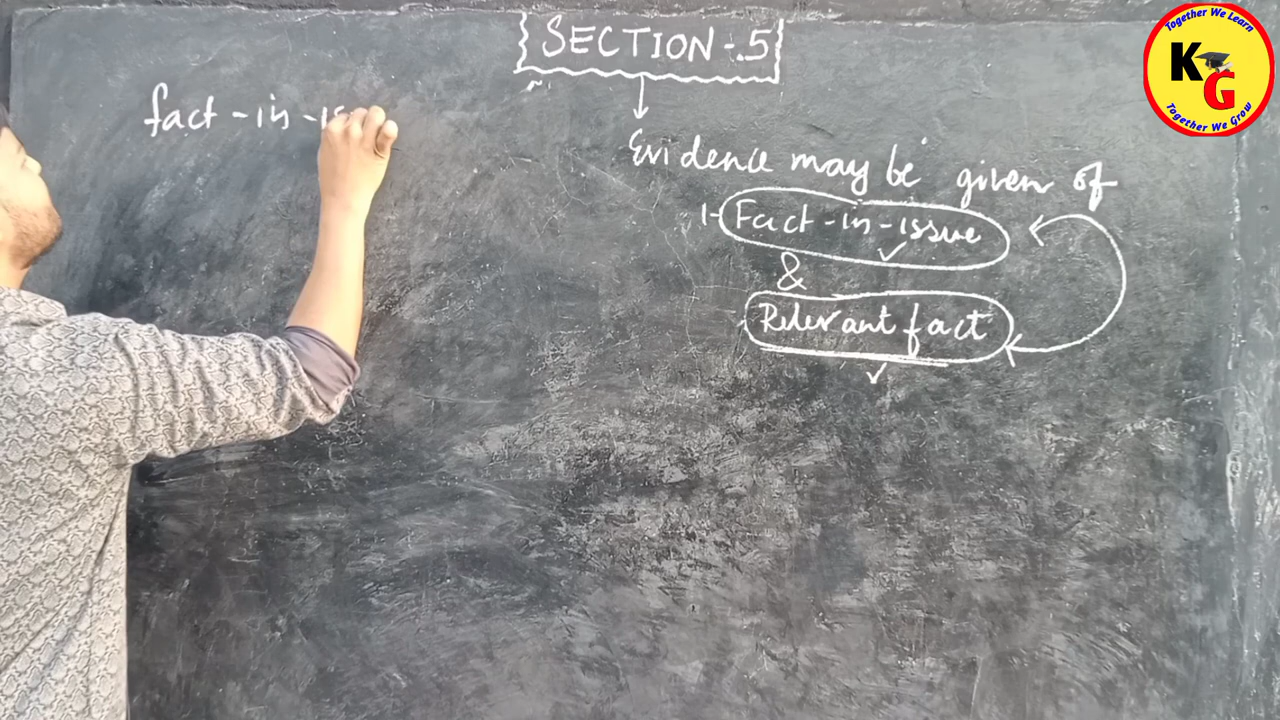 SECTION-5
fact-in-is
Evidence may be given of
1- Fact-in-issue
&
Relevant fact
Together We Learn
KG
Together We Grow